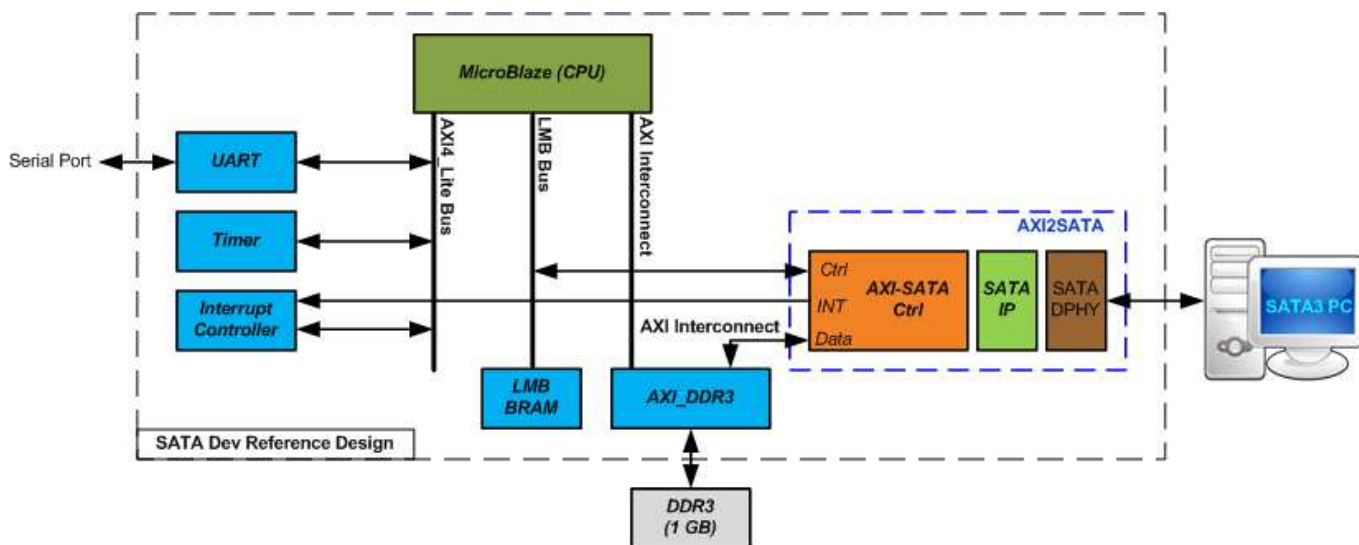 MicroBlaze (CPU)
Serial Port
UART
Timer
Interrupt
Controller
AXI4_Lite Bus
LMB Bus
AXI Interconnect
AXI2SATA
Ctrl
INT
Data
AXI-SATA
Ctrl
SATA
IP
SATA
DPHY
SATA3 PC
AXI Interconnect
LMB
BRAM
AXI_DDR3
SATA Dev Reference Design
DDR3
(1 GB)